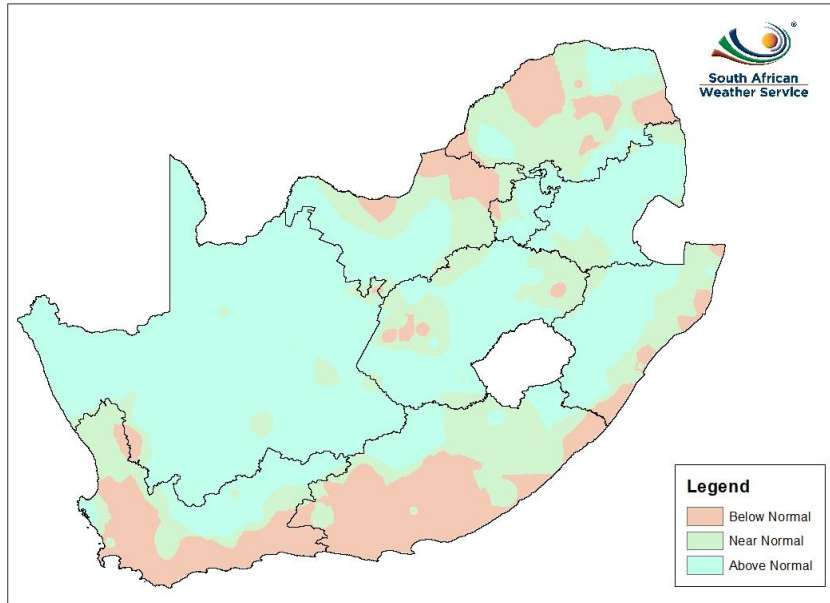 ®
South African
Weather Service
Legend
Below Normal
Near Normal
Above Normal